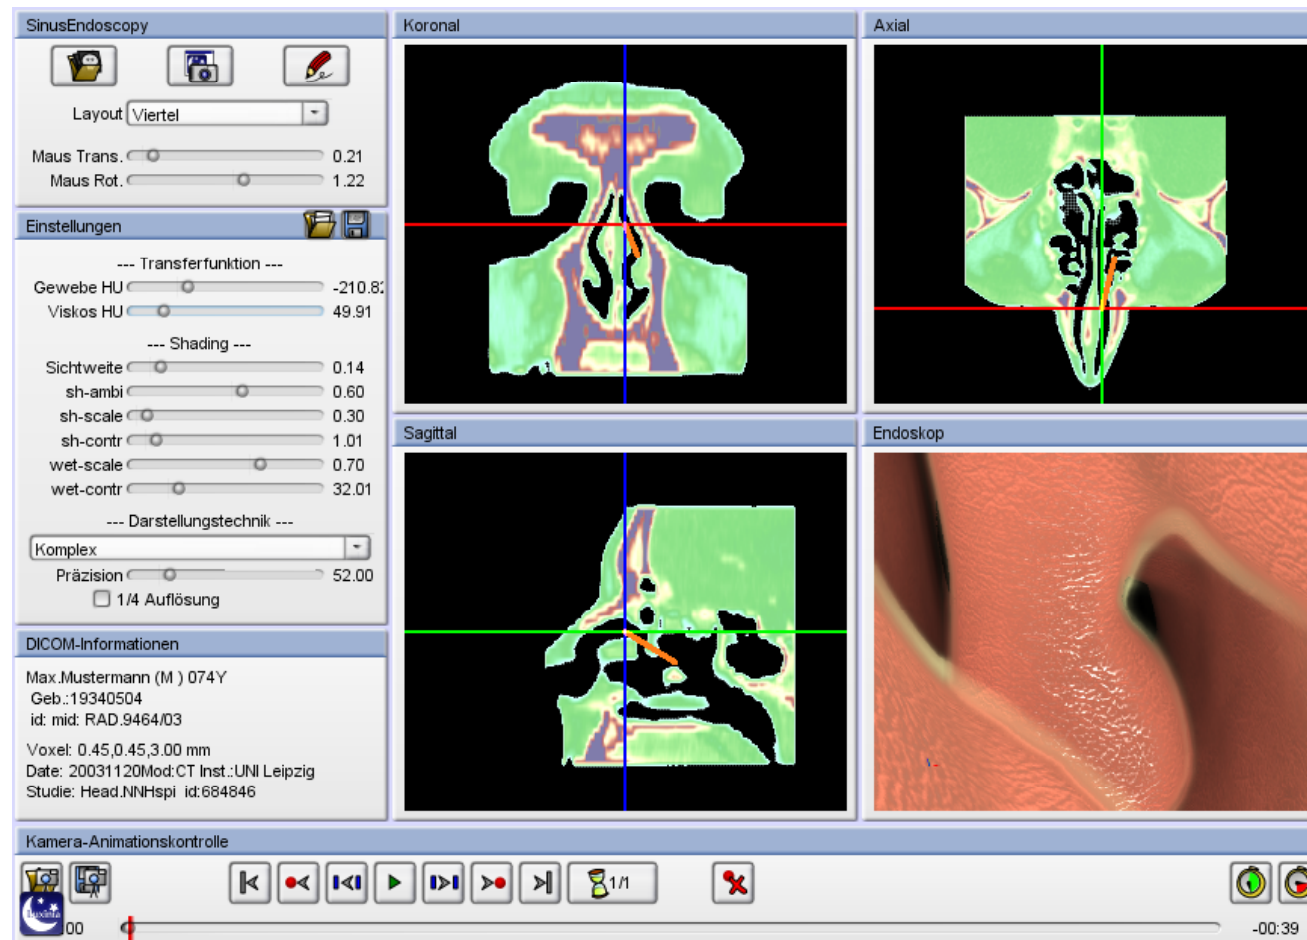 SinusEndoscopy
Layout Viertel
Maus Trans. 0.21
Maus Rot. 1.22
Einstellungen
--- Transferfunktion ---
Gewebe HU -210.82
Viskos HU 49.91
--- Shading ---
Sichtweite 0.14
sh-ambi 0.60
sh-scale 0.30
sh-contr 1.01
wet-scale 0.70
wet-contr 32.01
--- Darstellungstechnik ---
Komplex
Präzision 52.00
1/4 Auflösung
DICOM-Informationen
Max.Mustermann (M ) 074Y
Geb.:19340504
id: mid: RAD.9464/03
Voxel: 0.45,0.45,3.00 mm
Date: 20031120Mod:CT Inst.:UNI Leipzig
Studie: Head.NNHspi id:684846
Koronal
Axial
Sagittal
Endoskop
Kamera-Animationskontrolle
1/1
Luxinia
00
-00:39